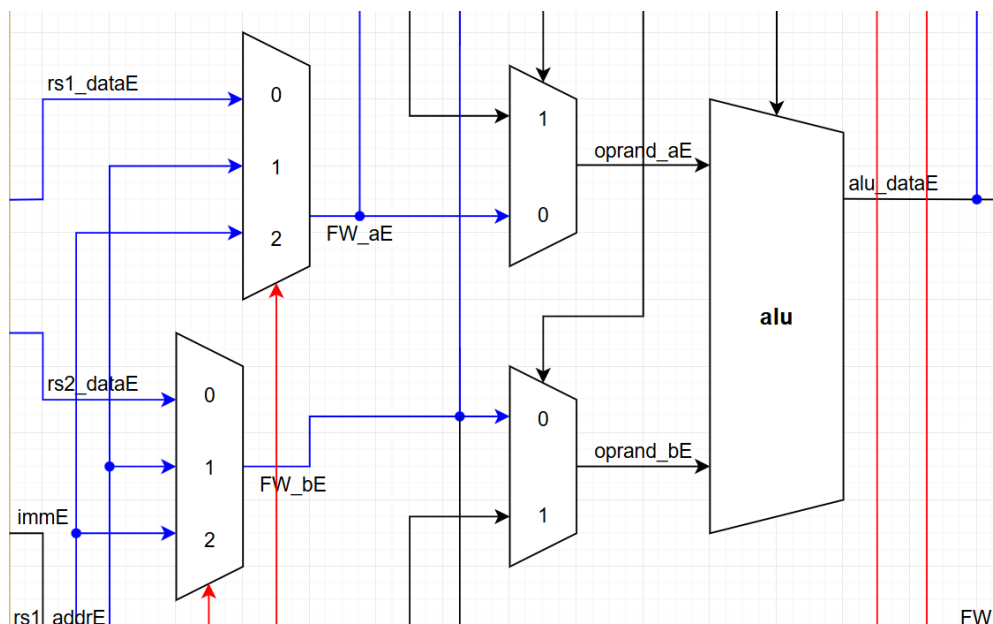 rs1_dataE
0
1
2
FW_aE
1
0
oprand_aE
alu_dataE
alu
rs2_dataE
0
1
2
FW_bE
0
1
oprand_bE
immE
rs1_addrE
FW